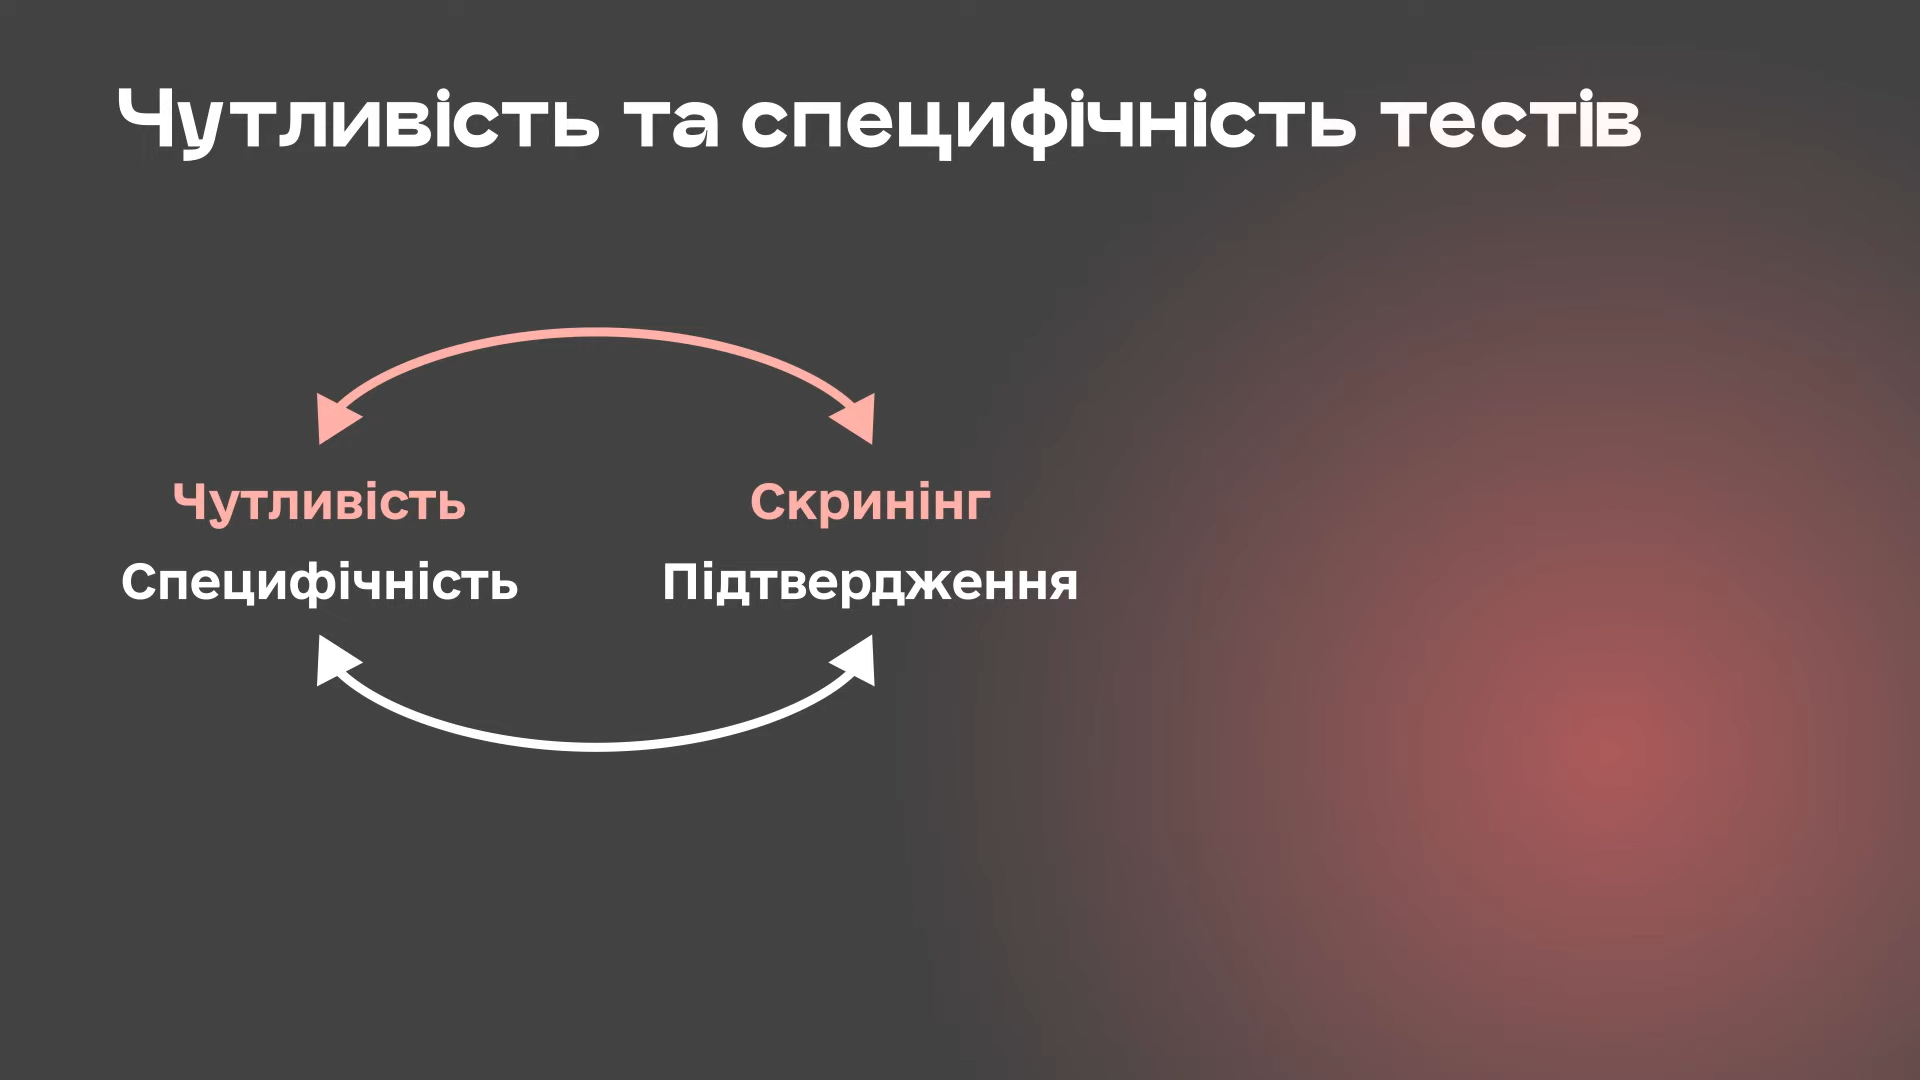 Чутливість та специфічність тестів
Чутливість Скринінг
Специфічність Підтвердження